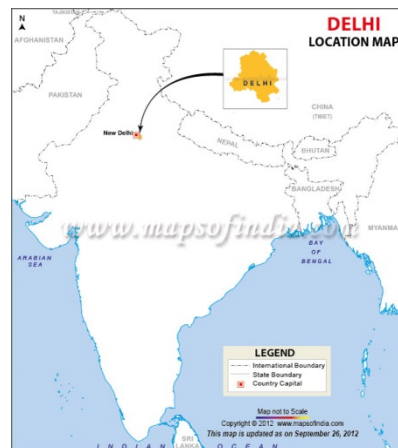 N
DELHI
LOCATION MAP
AFGHANISTAN
PAKISTAN
DELHI
New Delhi
CHINA
(TIBET)
NEPAL
BHUTAN
BANGLADESH
MYANMA
www.mapsofindia.com
ARABIAN
SEA
BAY
OF
BENGAL
LEGEND
International Boundary
State Boundary
Country Capital
Map not to Scale
Copyright © 2012 www.mapsofindia.com
This map is updated as on September 26, 2012
SRI
LANKA
INDIAN OCEAN